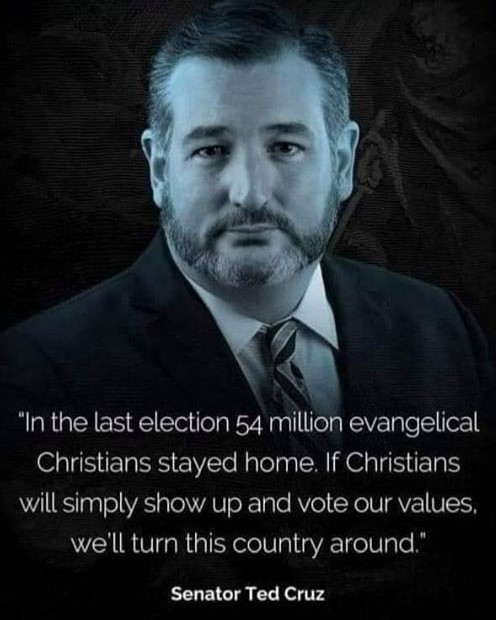 "In the last election 54 million evangelical
Christians stayed home. If Christians
will simply show up and vote our values,
we'll turn this country around."
Senator Ted Cruz